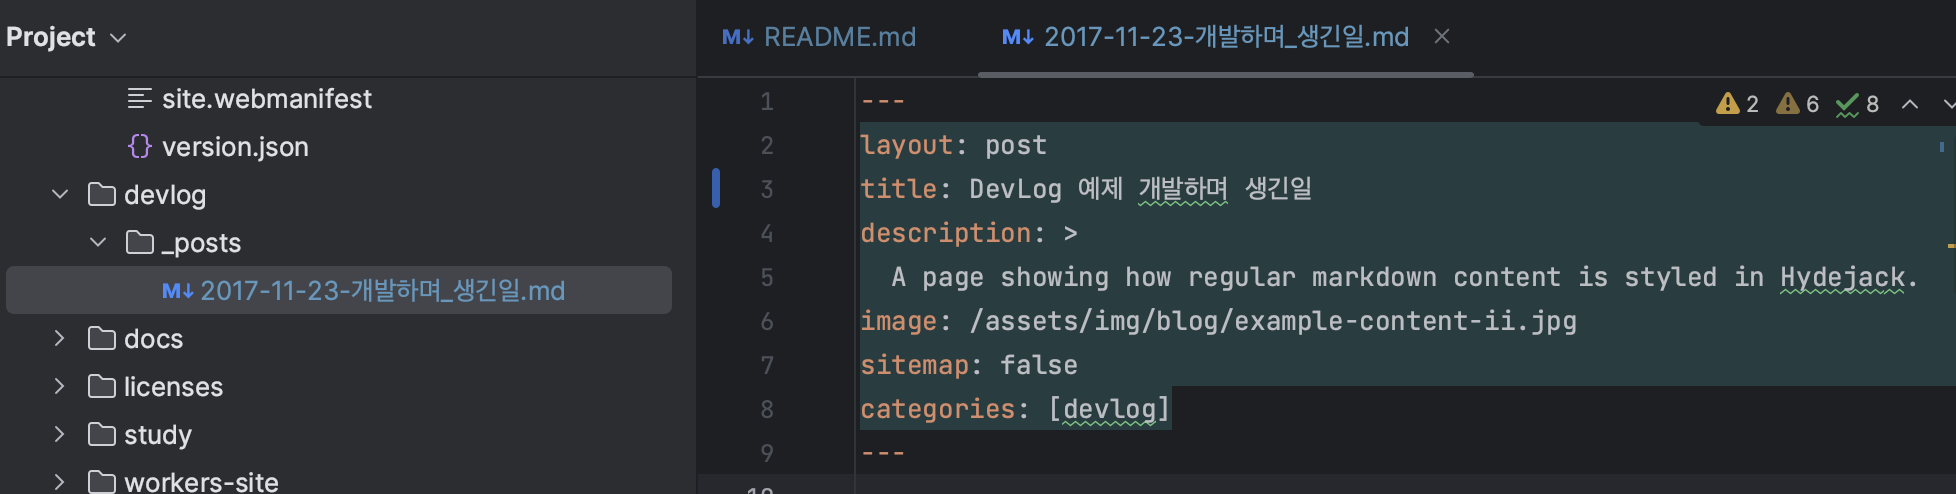 Project
site.webmanifest
{} version.json
devlog
_posts
M↓ 2017-11-23-개발하며_생긴일.md
docs
licenses
study
workers-site
M↓ README.md
M↓ 2017-11-23-개발하며_생긴일.md
2 6 8
1 ---
2 layout: post
3 title: DevLog 예제 개발하며 생긴일
4 description: >
5 A page showing how regular markdown content is styled in Hydejack.
6 image: /assets/img/blog/example-content-ii.jpg
7 sitemap: false
8 categories: [devlog]
9 ---
10